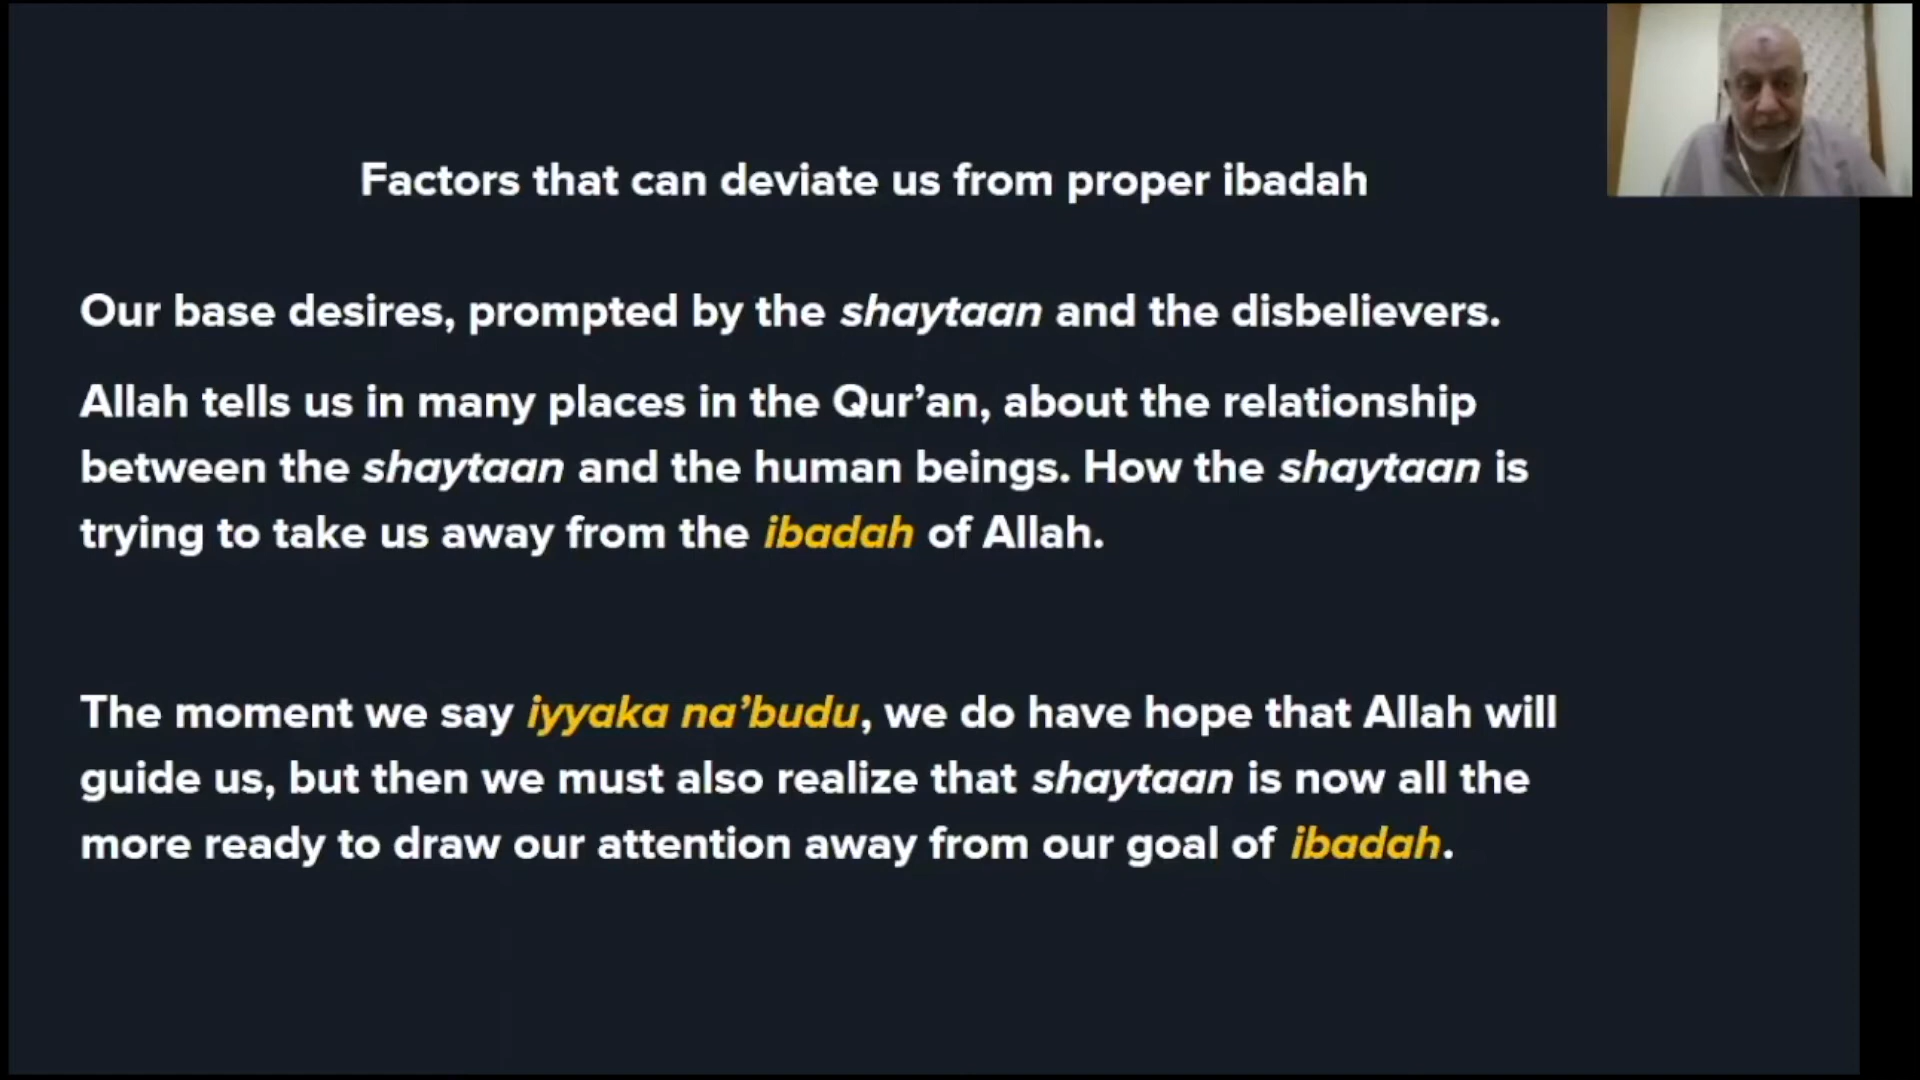 Factors that can deviate us from proper ibadah
Our base desires, prompted by the shaytaan and the disbelievers.
Allah tells us in many places in the Qur’an, about the relationship
between the shaytaan and the human beings. How the shaytaan is
trying to take us away from the ibadah of Allah.
The moment we say iyyaka na’budu, we do have hope that Allah will
guide us, but then we must also realize that shaytaan is now all the
more ready to draw our attention away from our goal of ibadah.